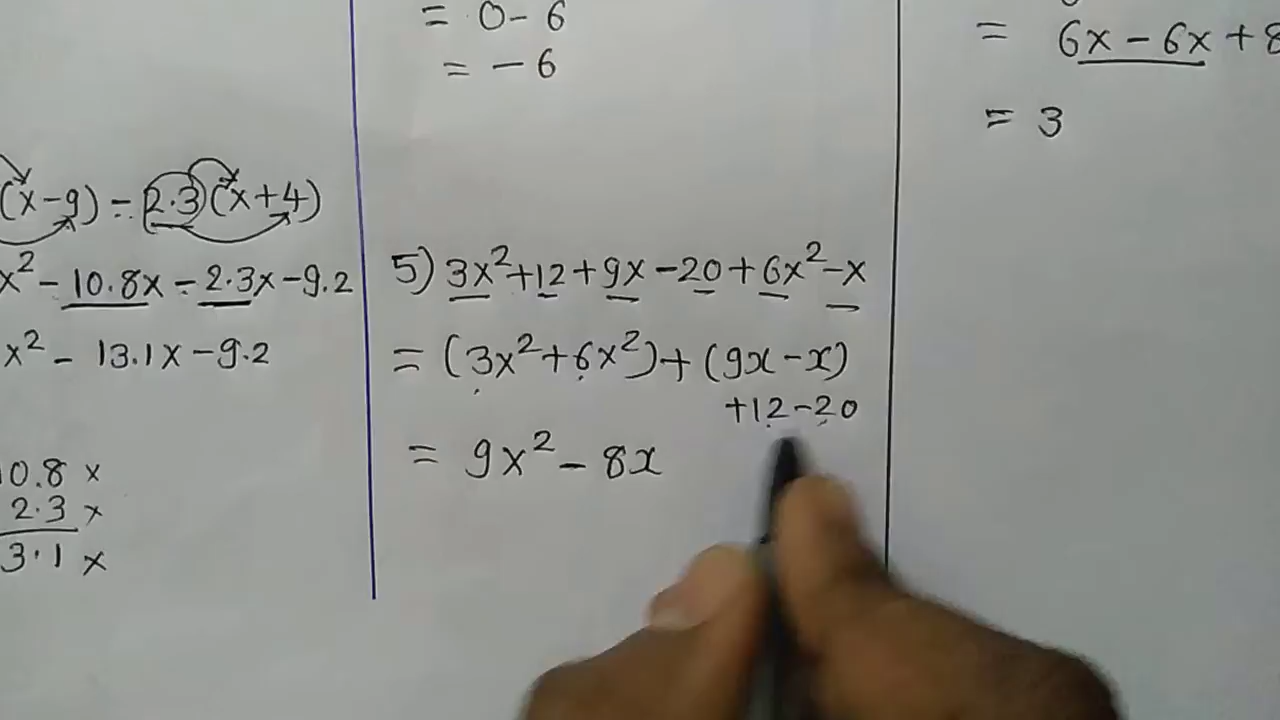 = 0 - 6
= - 6
= 6x - 6x + 8
= 3
(x-9) - 2.3(x+4)
x² - 10.8x - 2.3x - 9.2
x² - 13.1x - 9.2
10.8 x
2.3 x
3.1 x
5) 3x²+12+9x-20+6x²-x
= (3x²+6x²)+(9x-x)
+12-20
= 9x² - 8x